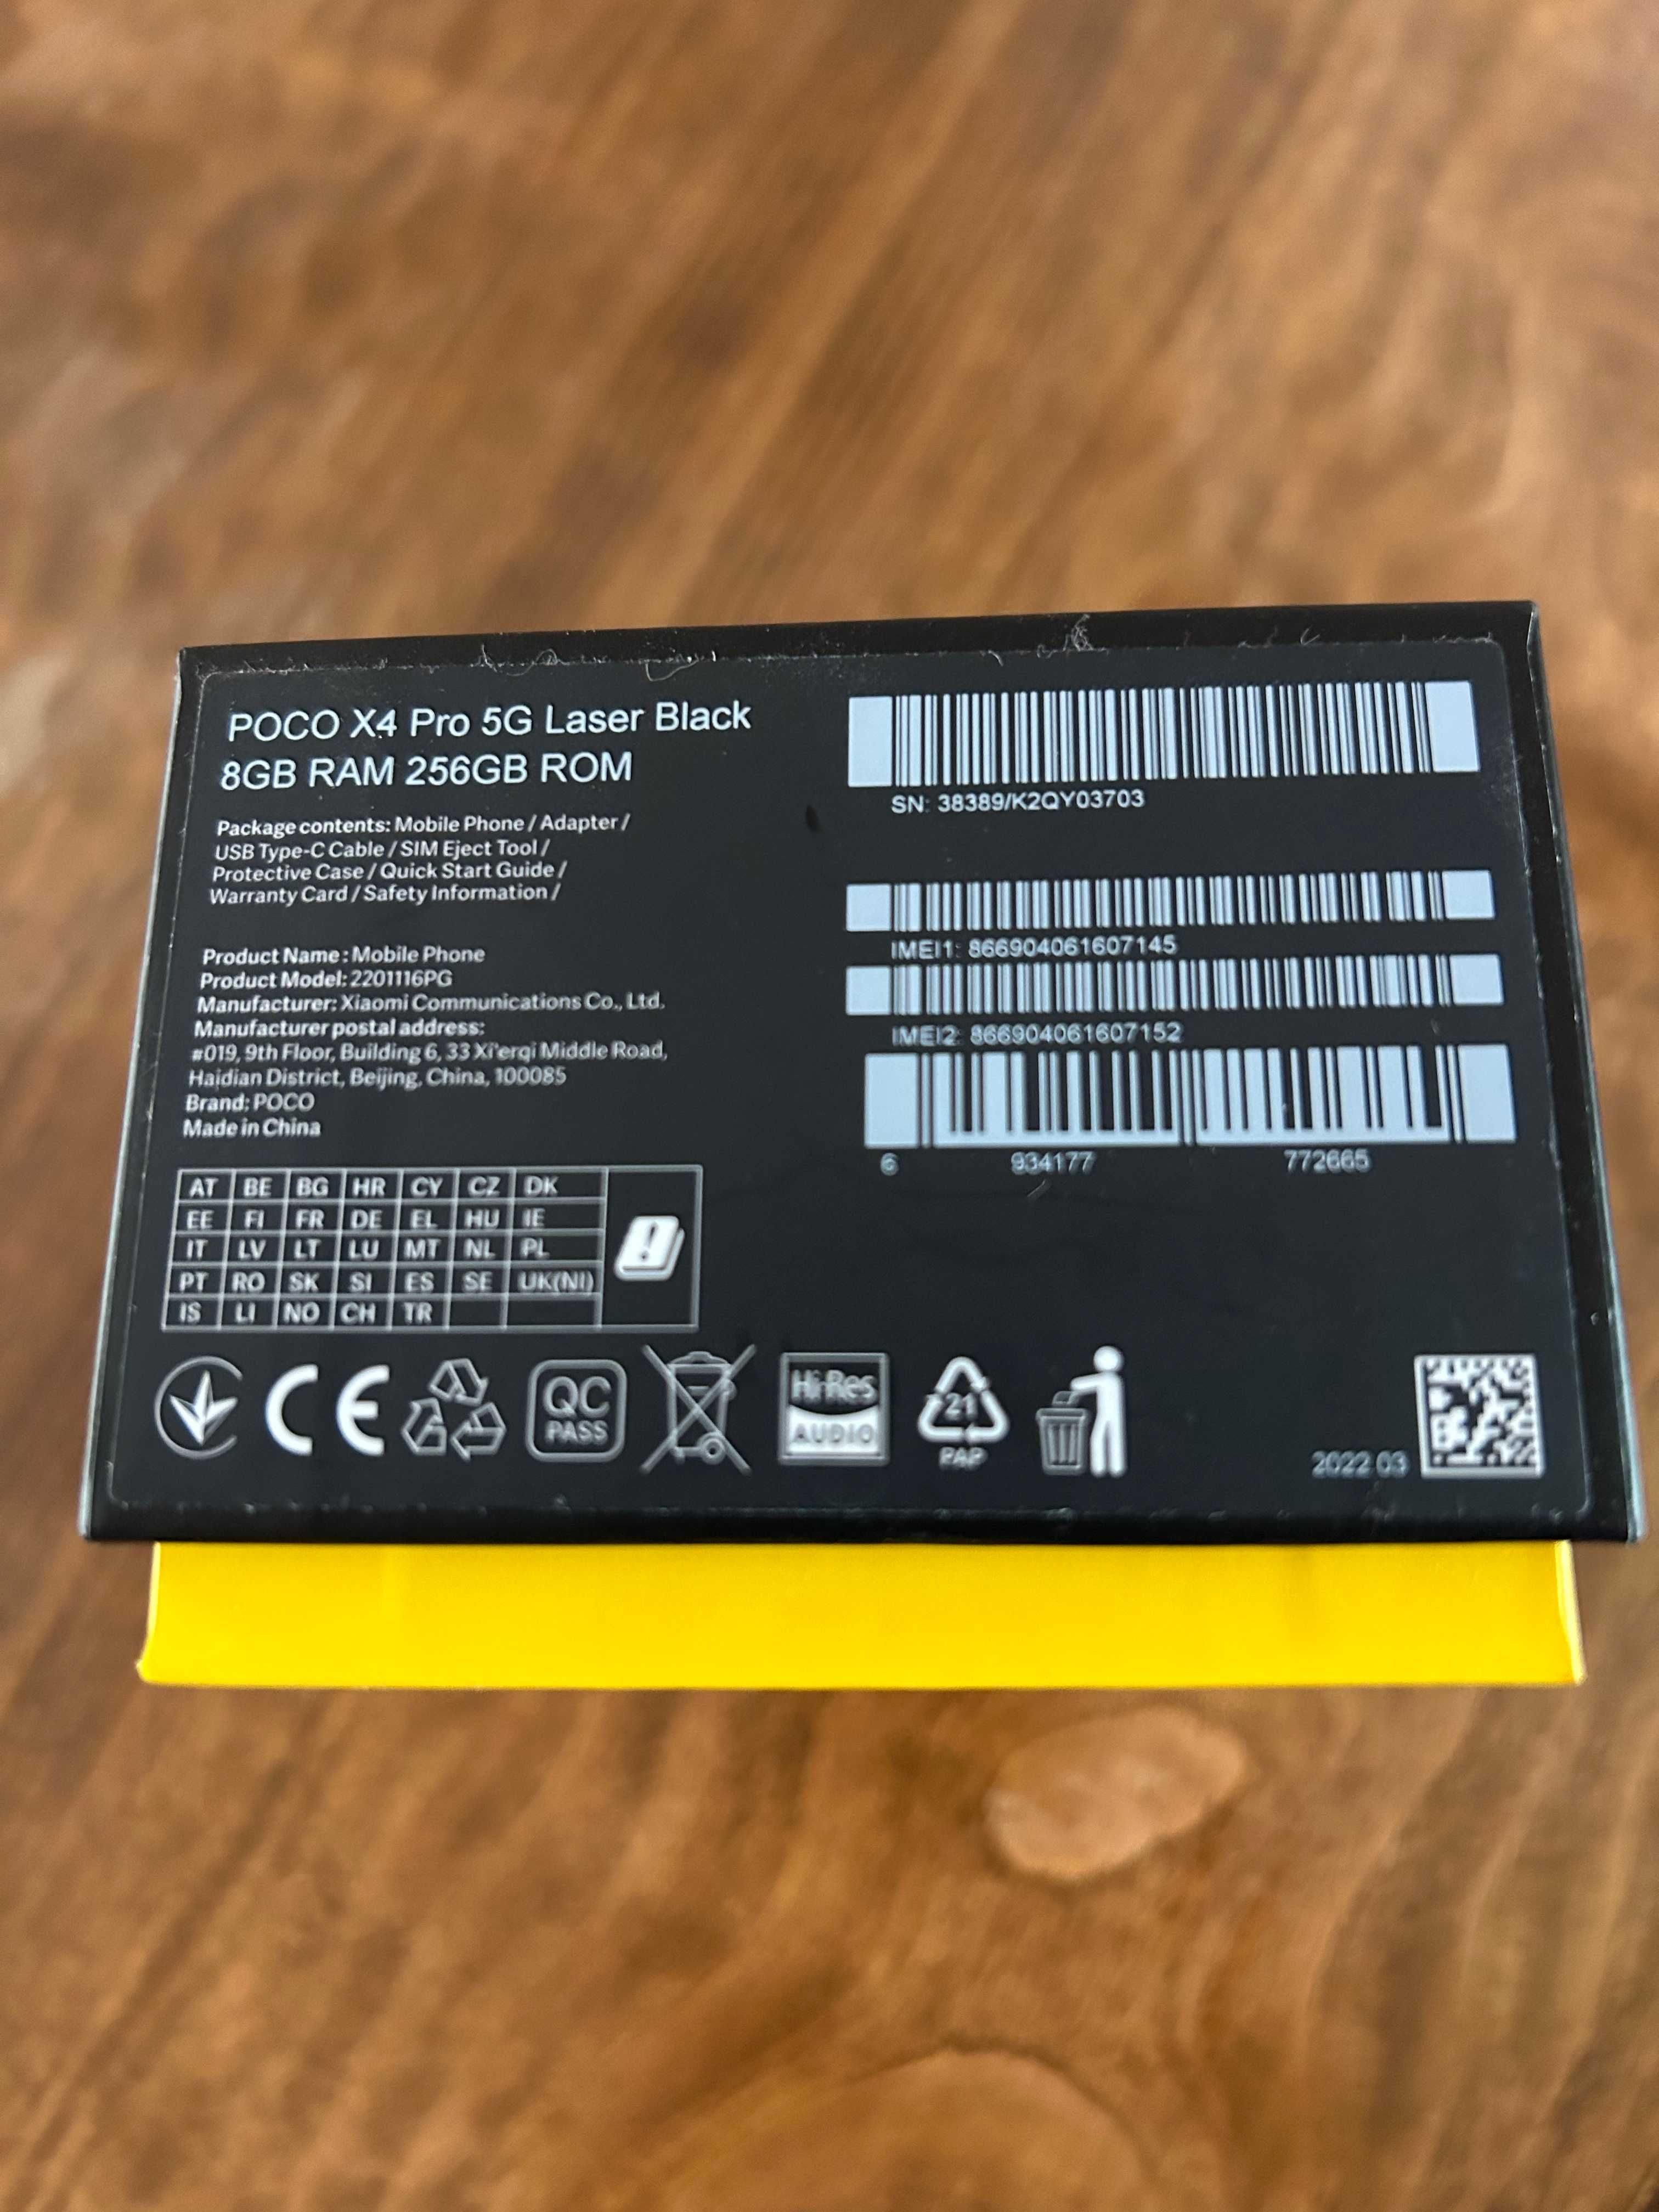 POCO X4 Pro 5G Laser Black
8GB RAM 256GB ROM
Package contents: Mobile Phone / Adapter /
USB Type-C Cable / SIM Eject Tool /
Protective Case / Quick Start Guide /
Warranty Card / Safety Information /
Product Name : Mobile Phone
Product Model: 2201116PG
Manufacturer: Xiaomi Communications Co., Ltd.
Manufacturer postal address:
#019, 9th Floor, Building 6, 33 Xi'erqi Middle Road,
Haidian District, Beijing, China, 100085
Brand: POCO
Made in China
SN: 38389/K2QY03703
IMEI1: 866904061607145
IMEI2: 866904061607152
6 934177 772665
AT BE BG HR CY CZ DK
EE FI FR DE EL HU IE
IT LV LT LU MT NL PL
PT RO SK SI ES SE UK(NI)
IS LI NO CH TR
CE
QC
PASS
Hi-Res
AUDIO
21
PAP
2022.03